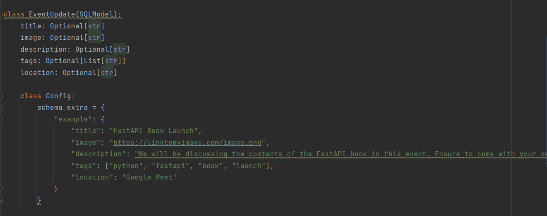 class EventUpdate(SQLModel):
    title: Optional[str]
    image: Optional[str]
    description: Optional[str]
    tags: Optional[List[str]]
    location: Optional[str]
    class Config:
        schema_extra = {
            "example": {
                "title": "FastAPI Book Launch",
                "image": "https://linktomyimage.com/image.png",
                "description": "We will be discussing the contents of the FastAPI book in this event. Ensure to come with your
                "tags": ["python", "fastapi", "book", "launch"],
                "location": "Google Meet"
            }
        }